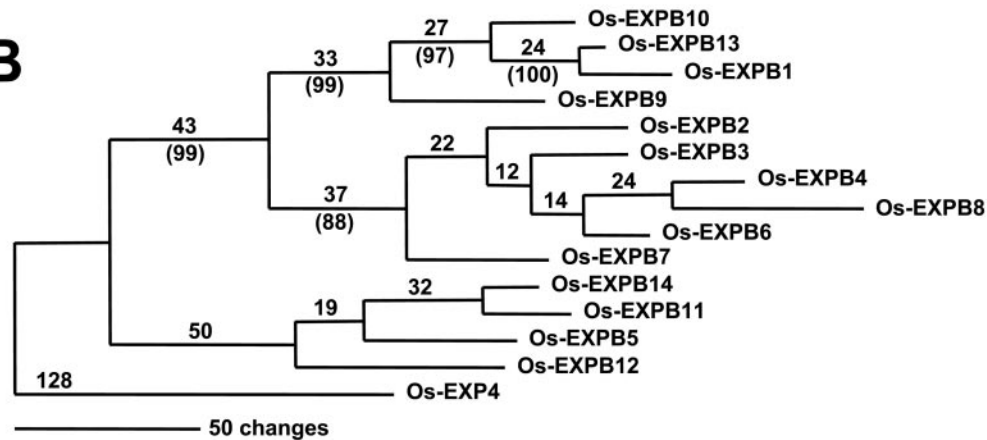 B
Os-EXPB10
27
(97)
Os-EXPB13
24
(100)
Os-EXPB1
33
(99)
Os-EXPB9
43
(99)
Os-EXPB2
22
Os-EXPB3
12
24
Os-EXPB4
14
Os-EXPB8
37
(88)
Os-EXPB6
Os-EXPB7
Os-EXPB14
32
Os-EXPB11
19
Os-EXPB5
50
Os-EXPB12
128
Os-EXP4
50 changes